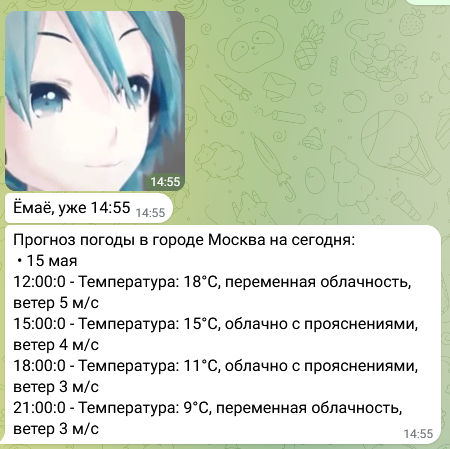 14:55
Ёмаё, уже 14:55 14:55
Прогноз погоды в городе Москва на сегодня:
• 15 мая
12:00:0 - Температура: 18°C, переменная облачность,
ветер 5 м/с
15:00:0 - Температура: 15°C, облачно с прояснениями,
ветер 4 м/с
18:00:0 - Температура: 11°C, облачно с прояснениями,
ветер 3 м/с
21:00:0 - Температура: 9°C, переменная облачность,
ветер 3 м/с
14:55